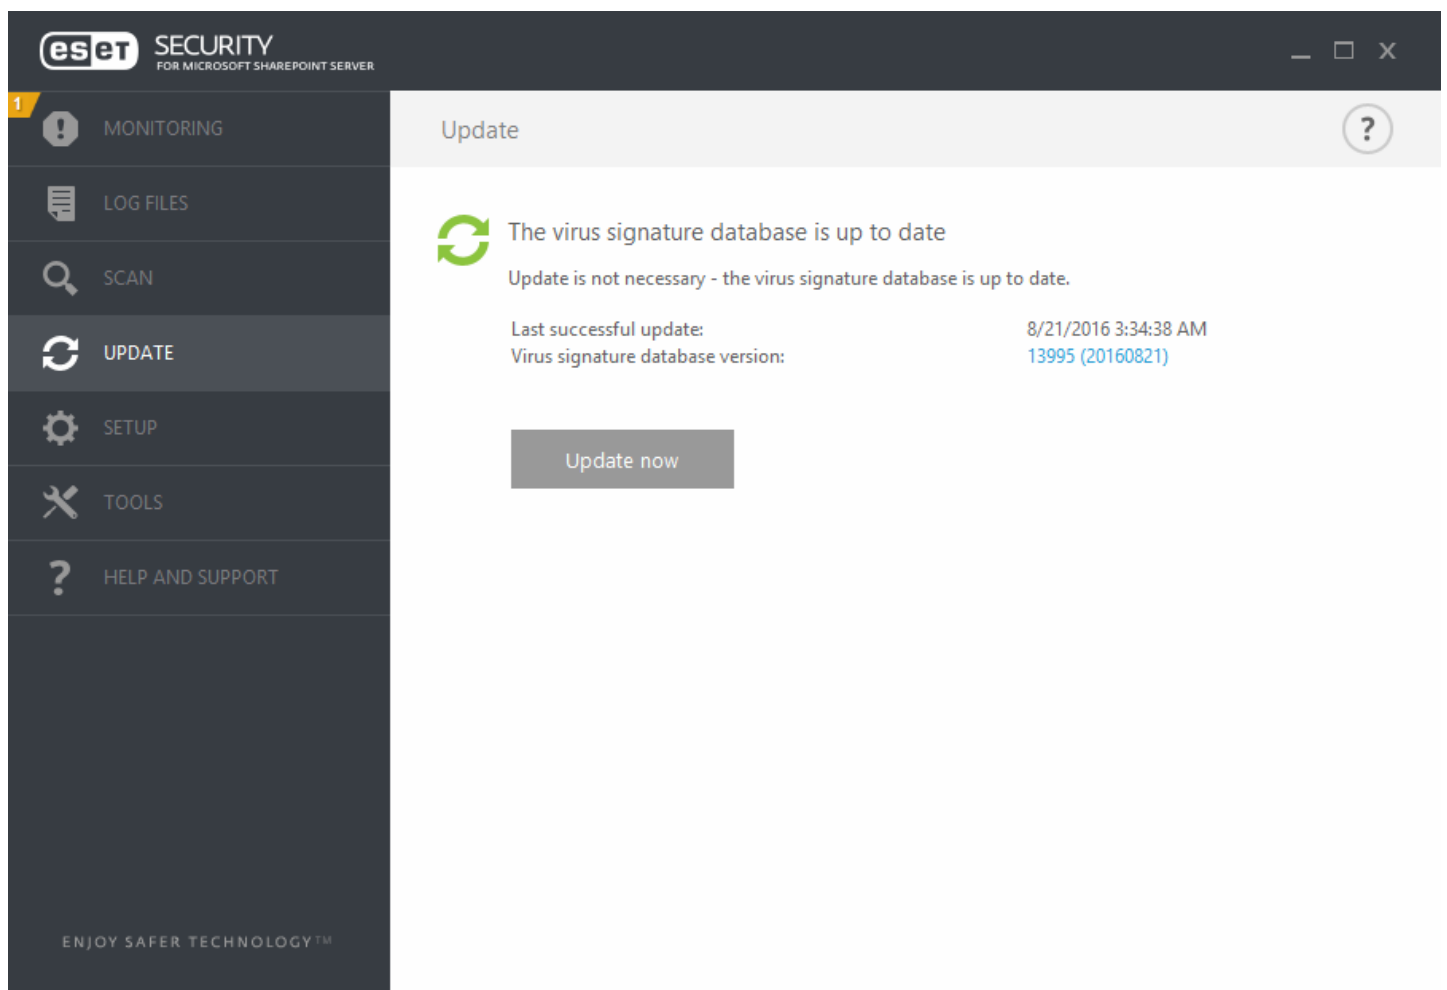 eset SECURITY
FOR MICROSOFT SHAREPOINT SERVER
1
MONITORING
LOG FILES
SCAN
UPDATE
SETUP
TOOLS
HELP AND SUPPORT
ENJOY SAFER TECHNOLOGY™
Update
?
The virus signature database is up to date
Update is not necessary - the virus signature database is up to date.
Last successful update: 8/21/2016 3:34:38 AM
Virus signature database version: 13995 (20160821)
Update now